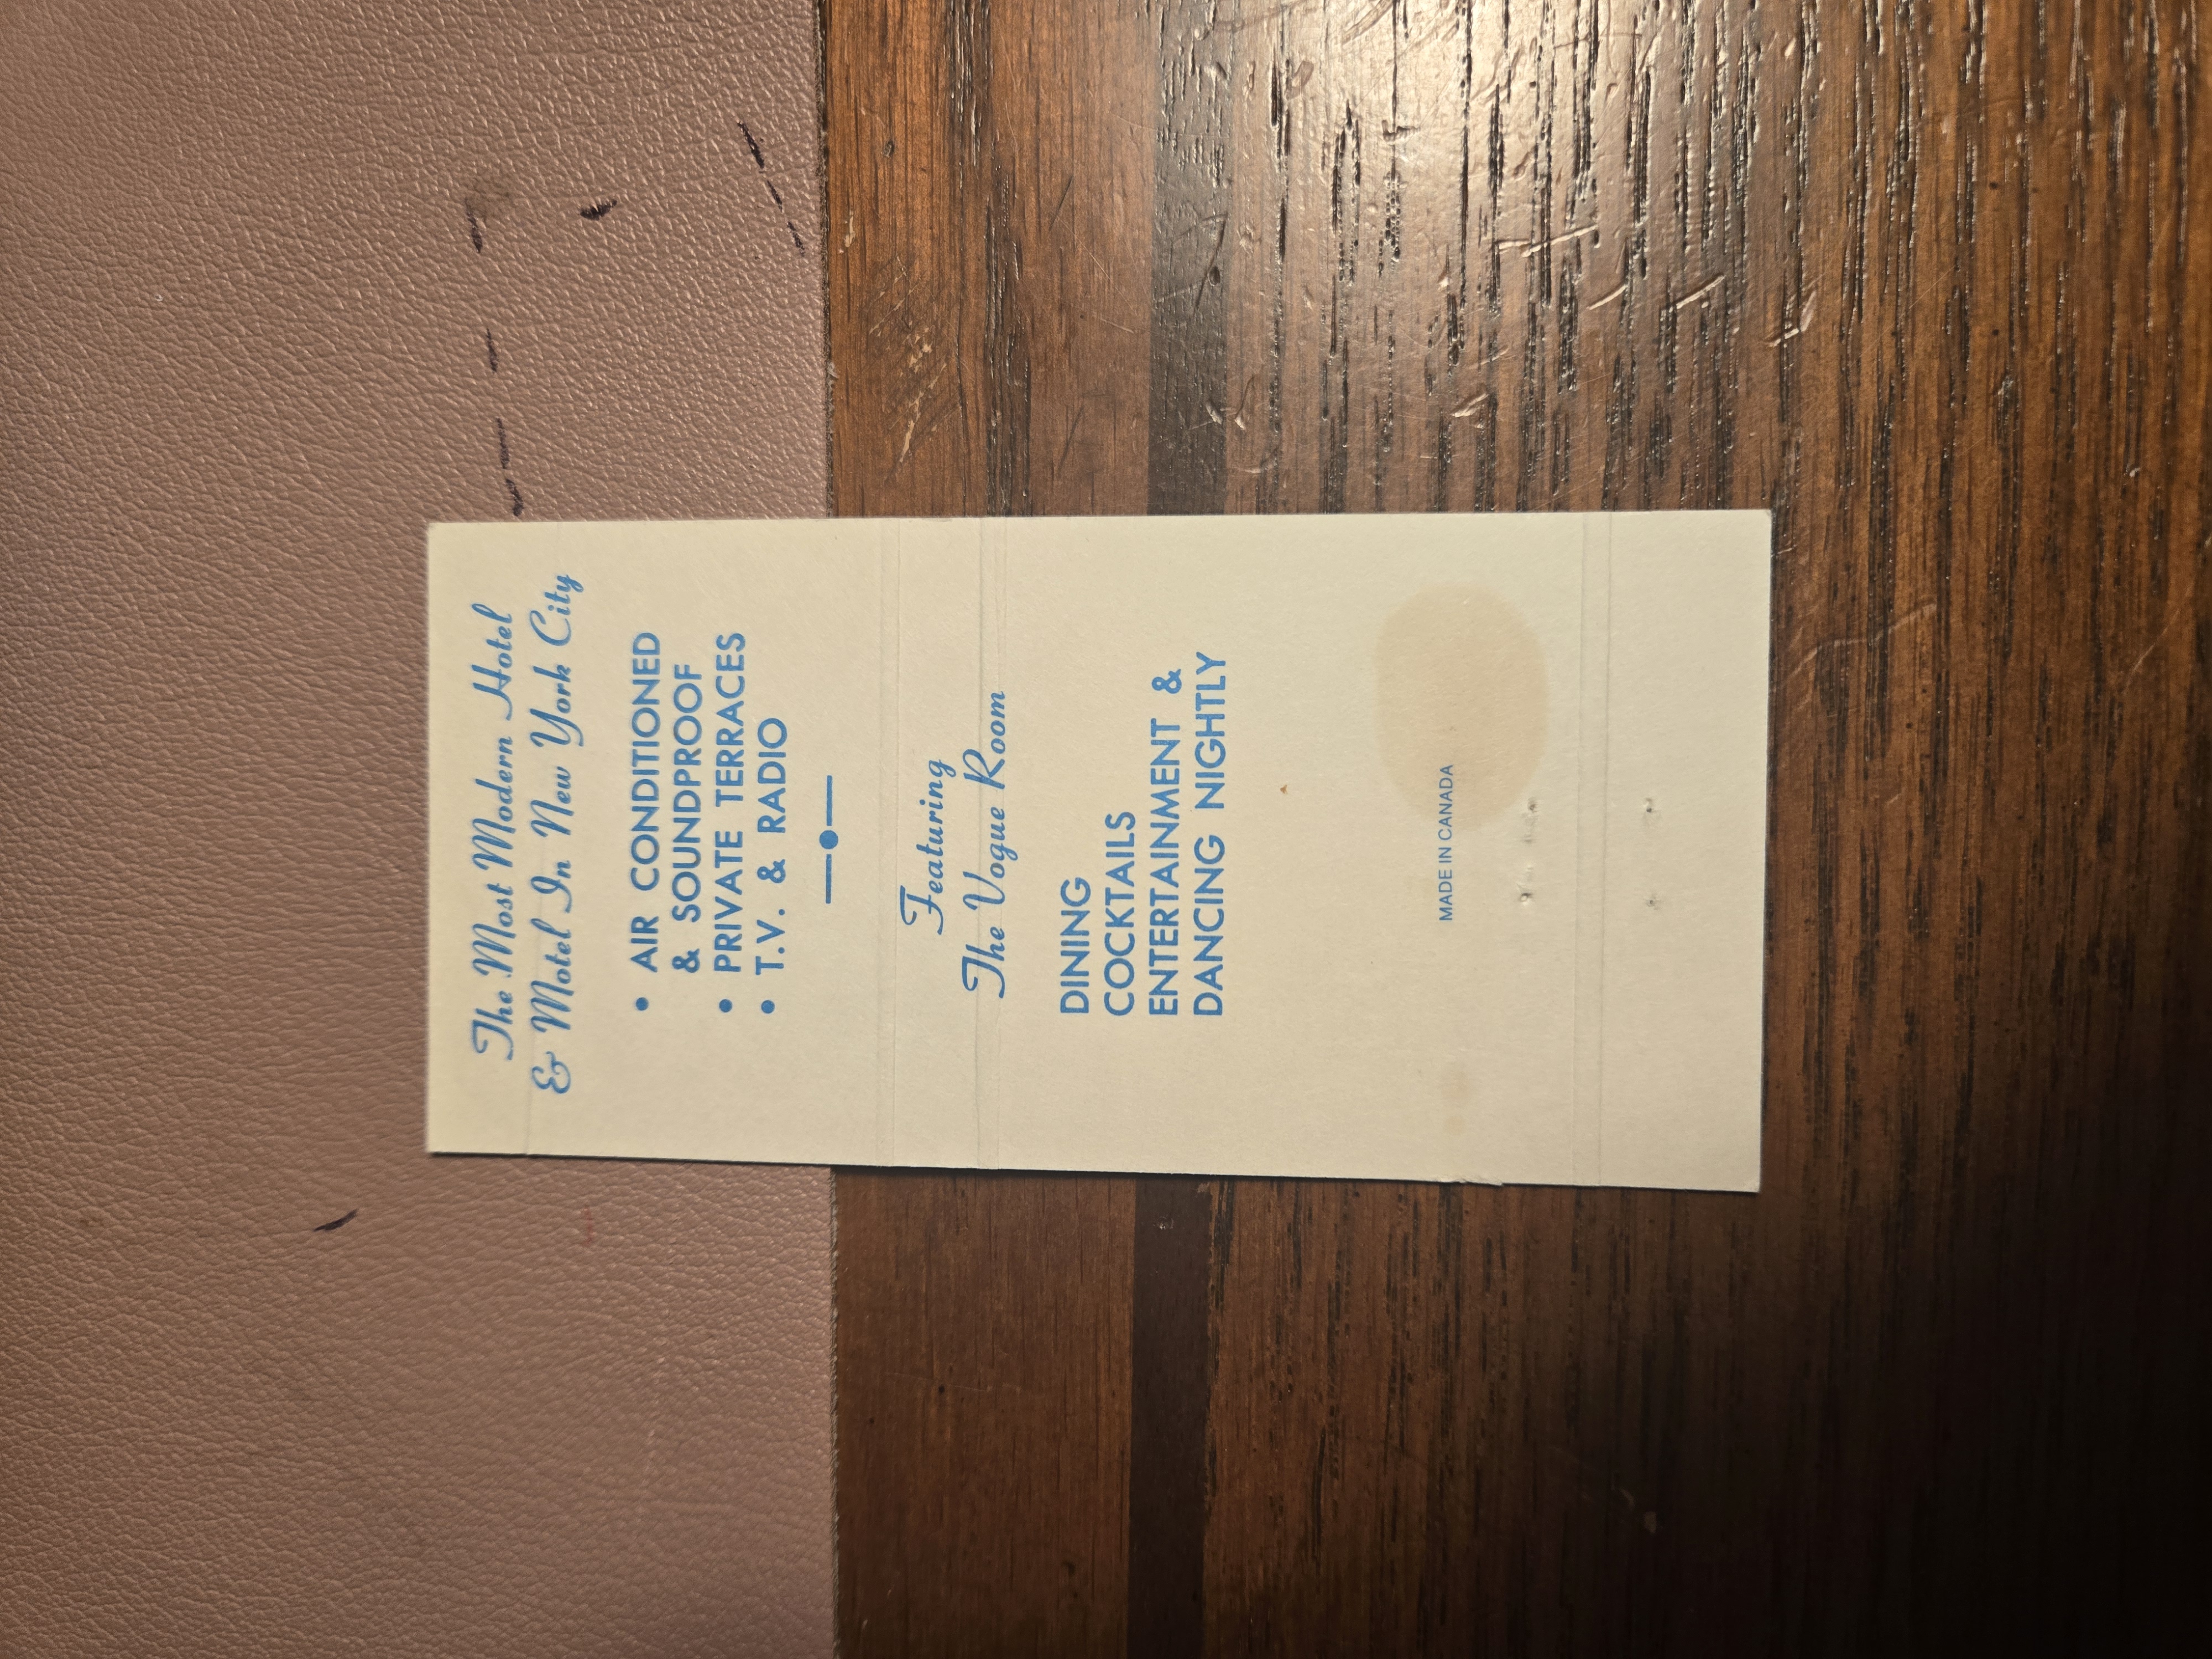 The Most Modern Hotel
& Motel In New York City
• AIR CONDITIONED
& SOUNDPROOF
• PRIVATE TERRACES
• T.V. & RADIO
Featuring
The Vogue Room
DINING
COCKTAILS
ENTERTAINMENT &
DANCING NIGHTLY
MADE IN CANADA